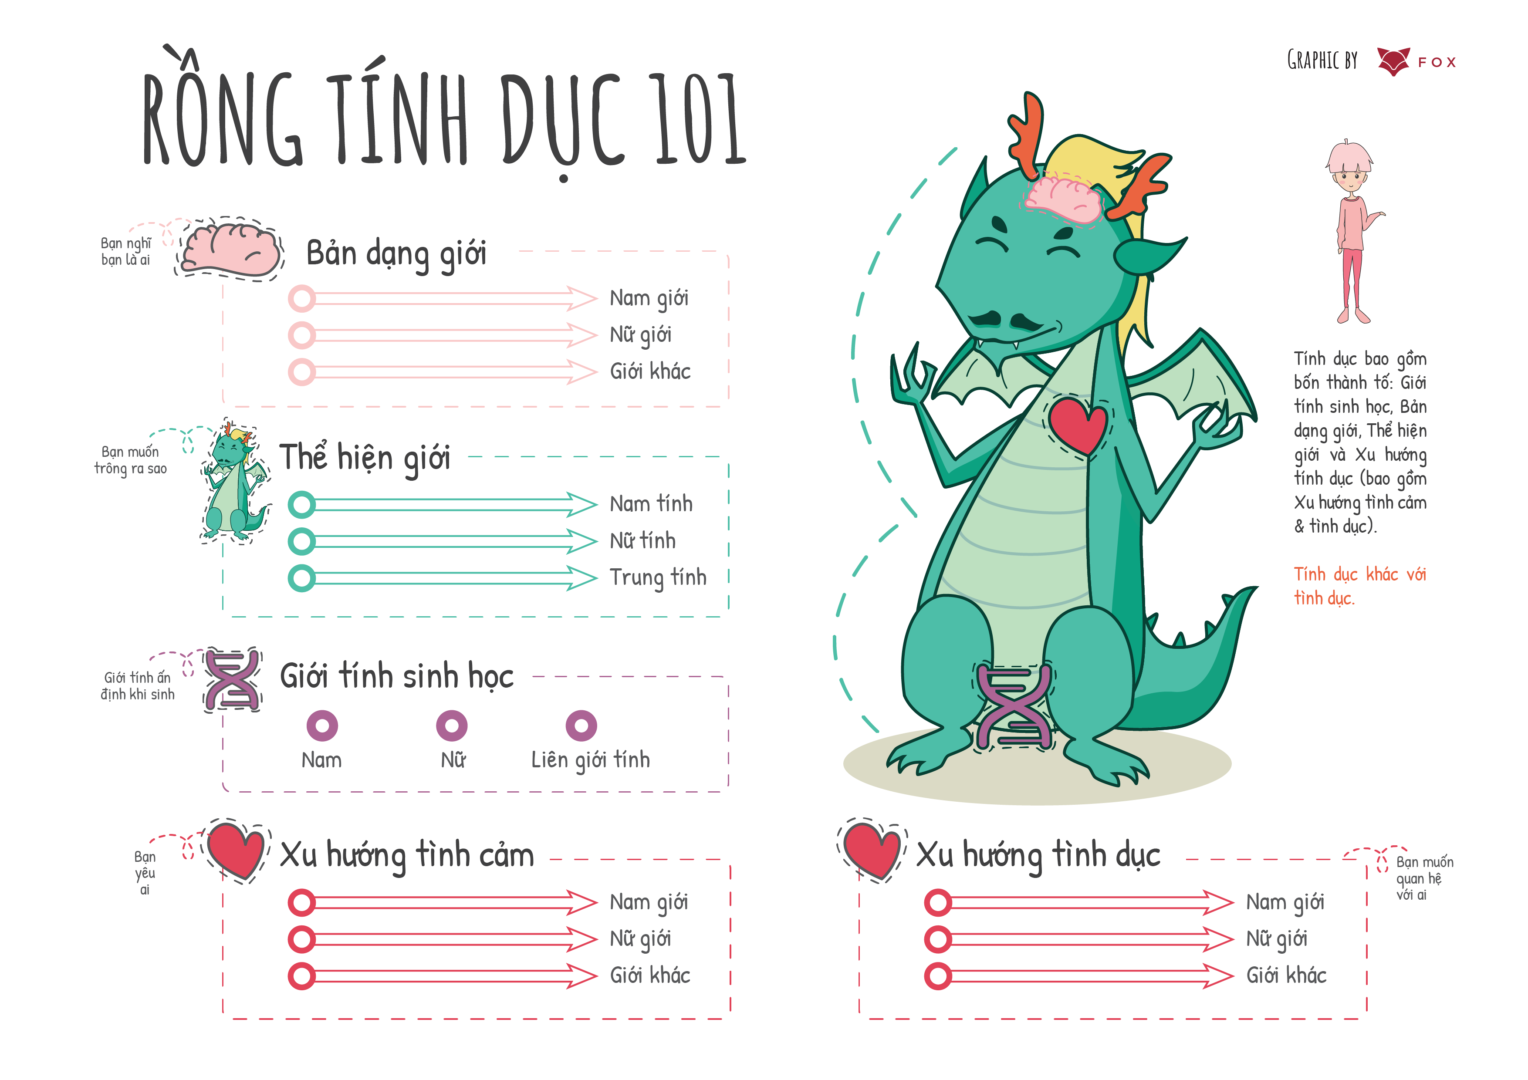 RỒNG TÍNH DỤC 101
GRAPHIC BY FOX
Bạn nghĩ
bạn là ai
Bản dạng giới
Nam giới
Nữ giới
Giới khác
Bạn muốn
trông ra sao
Thể hiện giới
Nam tính
Nữ tính
Trung tính
Giới tính ấn
định khi sinh
Giới tính sinh học
Nam
Nữ
Liên giới tính
Bạn
yêu
ai
Xu hướng tình cảm
Nam giới
Nữ giới
Giới khác
Tính dục bao gồm
bốn thành tố: Giới
tính sinh học, Bản
dạng giới, Thể hiện
giới và Xu hướng
tính dục (bao gồm
Xu hướng tình cảm
& tình dục).
Tính dục khác với
tình dục.
Xu hướng tình dục
Bạn muốn
quan hệ
với ai
Nam giới
Nữ giới
Giới khác